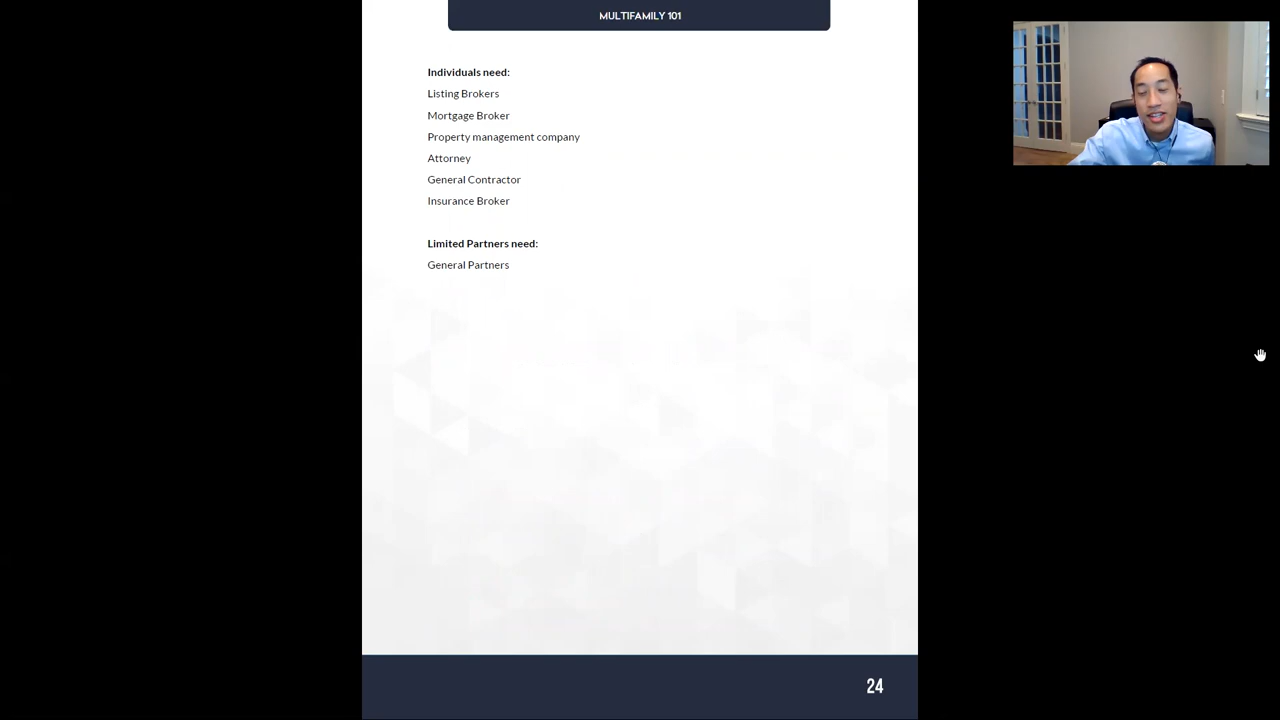 MULTIFAMILY 101
Individuals need:
Listing Brokers
Mortgage Broker
Property management company
Attorney
General Contractor
Insurance Broker
Limited Partners need:
General Partners
24